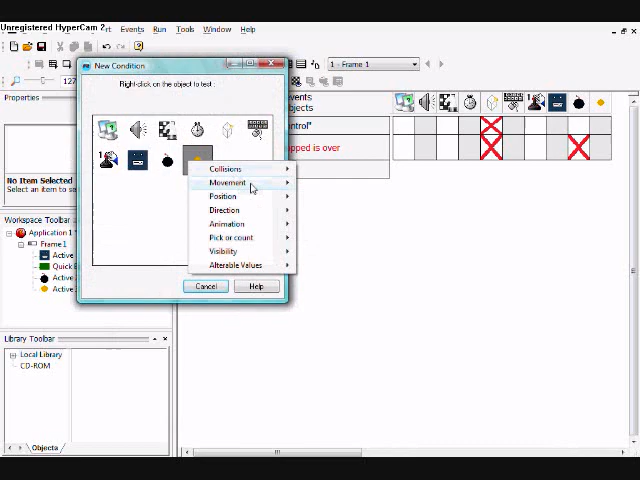 Unregistered HyperCam 2
Events Run Tools Window Help
New Condition
1 - Frame 1
127
Right-click on the object to test :
Properties
No Item Selected
Select an item to se
Workspace Toolbar
Application 1 *
Frame 1
Active
Quick E
Active
Active
Collisions
Movement
Position
Direction
Animation
Pick or count
Visibility
Alterable Values
Cancel Help
vents
bjects
ontrol"
apped is over
Library Toolbar
Local Library
CD-ROM
Objects